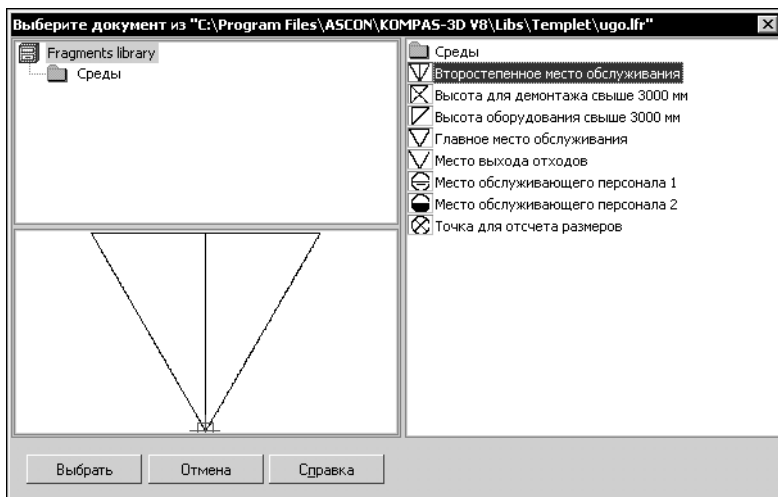 Выберите документ из "C:\Program Files\ASCON\KOMPAS-3D V8\Libs\Templet\ugo.lfr"
Fragments library
Среды
Среды
Второстепенное место обслуживания
Высота для демонтажа свыше 3000 мм
Высота оборудования свыше 3000 мм
Главное место обслуживания
Место выхода отходов
Место обслуживающего персонала 1
Место обслуживающего персонала 2
Точка для отсчета размеров
Выбрать
Отмена
Справка